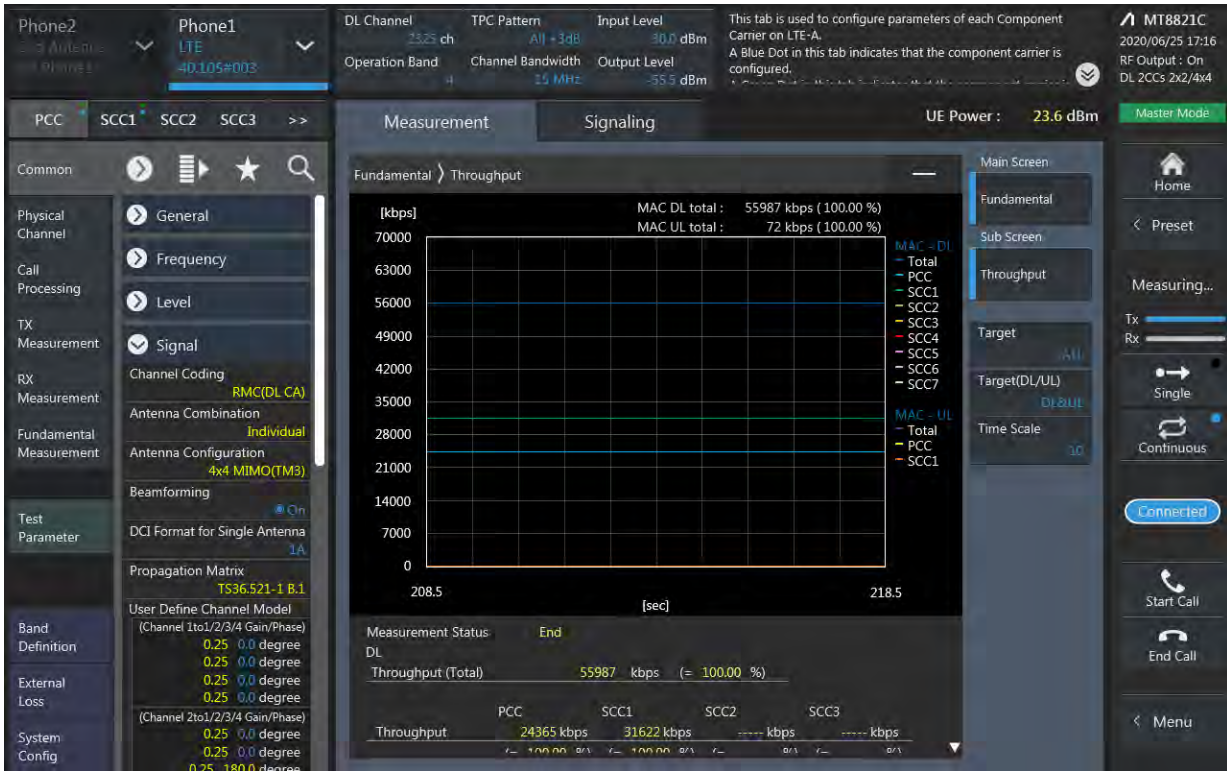 Phone2
Phone1
LTE
40.105#003
DL Channel
2325 ch
TPC Pattern
All +3dB
Input Level
30.0 dBm
Operation Band
4
Channel Bandwidth
15 MHz
Output Level
-55.5 dBm
This tab is used to configure parameters of each Component
Carrier on LTE-A.
A Blue Dot in this tab indicates that the component carrier is
configured.
MT8821C
2020/06/25 17:16
RF Output : On
DL 2CCs 2x2/4x4
PCC SCC1 SCC2 SCC3 >>
Measurement
Signaling
UE Power : 23.6 dBm
Master Mode
Common
Physical
Channel
Call
Processing
TX
Measurement
RX
Measurement
Fundamental
Measurement
Test
Parameter
Band
Definition
External
Loss
System
Config
General
Frequency
Level
Signal
Channel Coding
RMC(DL CA)
Antenna Combination
Individual
Antenna Configuration
4x4 MIMO(TM3)
Beamforming
On
DCI Format for Single Antenna
1A
Propagation Matrix
TS36.521-1 B.1
User Define Channel Model
(Channel 1to1/2/3/4 Gain/Phase)
0.25 0.0 degree
0.25 0.0 degree
0.25 0.0 degree
0.25 0.0 degree
(Channel 2to1/2/3/4 Gain/Phase)
0.25 0.0 degree
0.25 0.0 degree
0.25 180.0 degree
Fundamental 〉 Throughput
[kbps]
MAC DL total : 55987 kbps ( 100.00 %)
MAC UL total : 72 kbps ( 100.00 %)
70000
63000
56000
49000
42000
35000
28000
21000
14000
7000
0
208.5
218.5
[sec]
MAC - DL
Total
PCC
SCC1
SCC2
SCC3
SCC4
SCC5
SCC6
SCC7
MAC - UL
Total
PCC
SCC1
Measurement Status End
DL
Throughput (Total) 55987 kbps (= 100.00 %)
PCC SCC1 SCC2 SCC3
Throughput 24365 kbps 31622 kbps ----- kbps ----- kbps
(= 100.00 %) (= 100.00 %) (= %) (= %)
Main Screen
Fundamental
Sub Screen
Throughput
Target
ALL
Target(DL/UL)
DL&UL
Time Scale
10
Home
< Preset
Measuring...
Tx
Rx
Single
Continuous
Connected
Start Call
End Call
< Menu